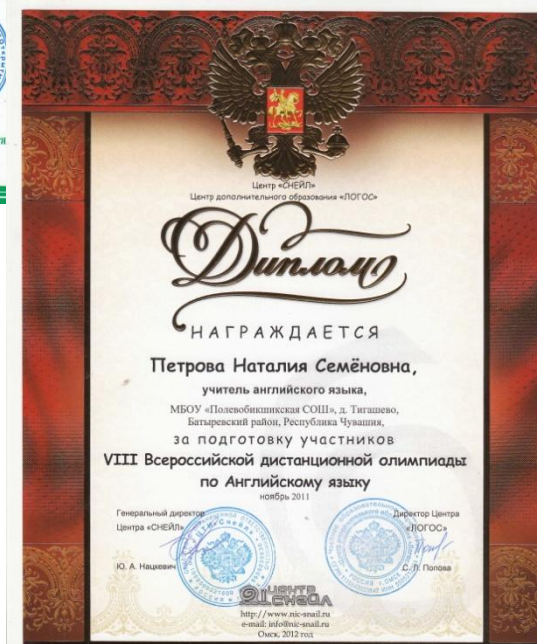 Центр «СНЕЙЛ»
Центр дополнительного образования «ЛОГОС»
Диплом
НАГРАЖДАЕТСЯ
Петрова Наталия Семёновна,
учитель английского языка,
МБОУ «Полевобикшикская СОШ», д. Тигашево,
Батыревский район, Республика Чувашия,
за подготовку участников
VIII Всероссийской дистанционной олимпиады
по Английскому языку
ноябрь 2011
Генеральный директор
Центра «СНЕЙЛ»
Ю. А. Нацкевич
Директор Центра
«ЛОГОС»
С. Л. Попова
ЦЕНТР
СНЕЙЛ
http://www.nic-snail.ru
e-mail: info@nic-snail.ru
Омск, 2012 год